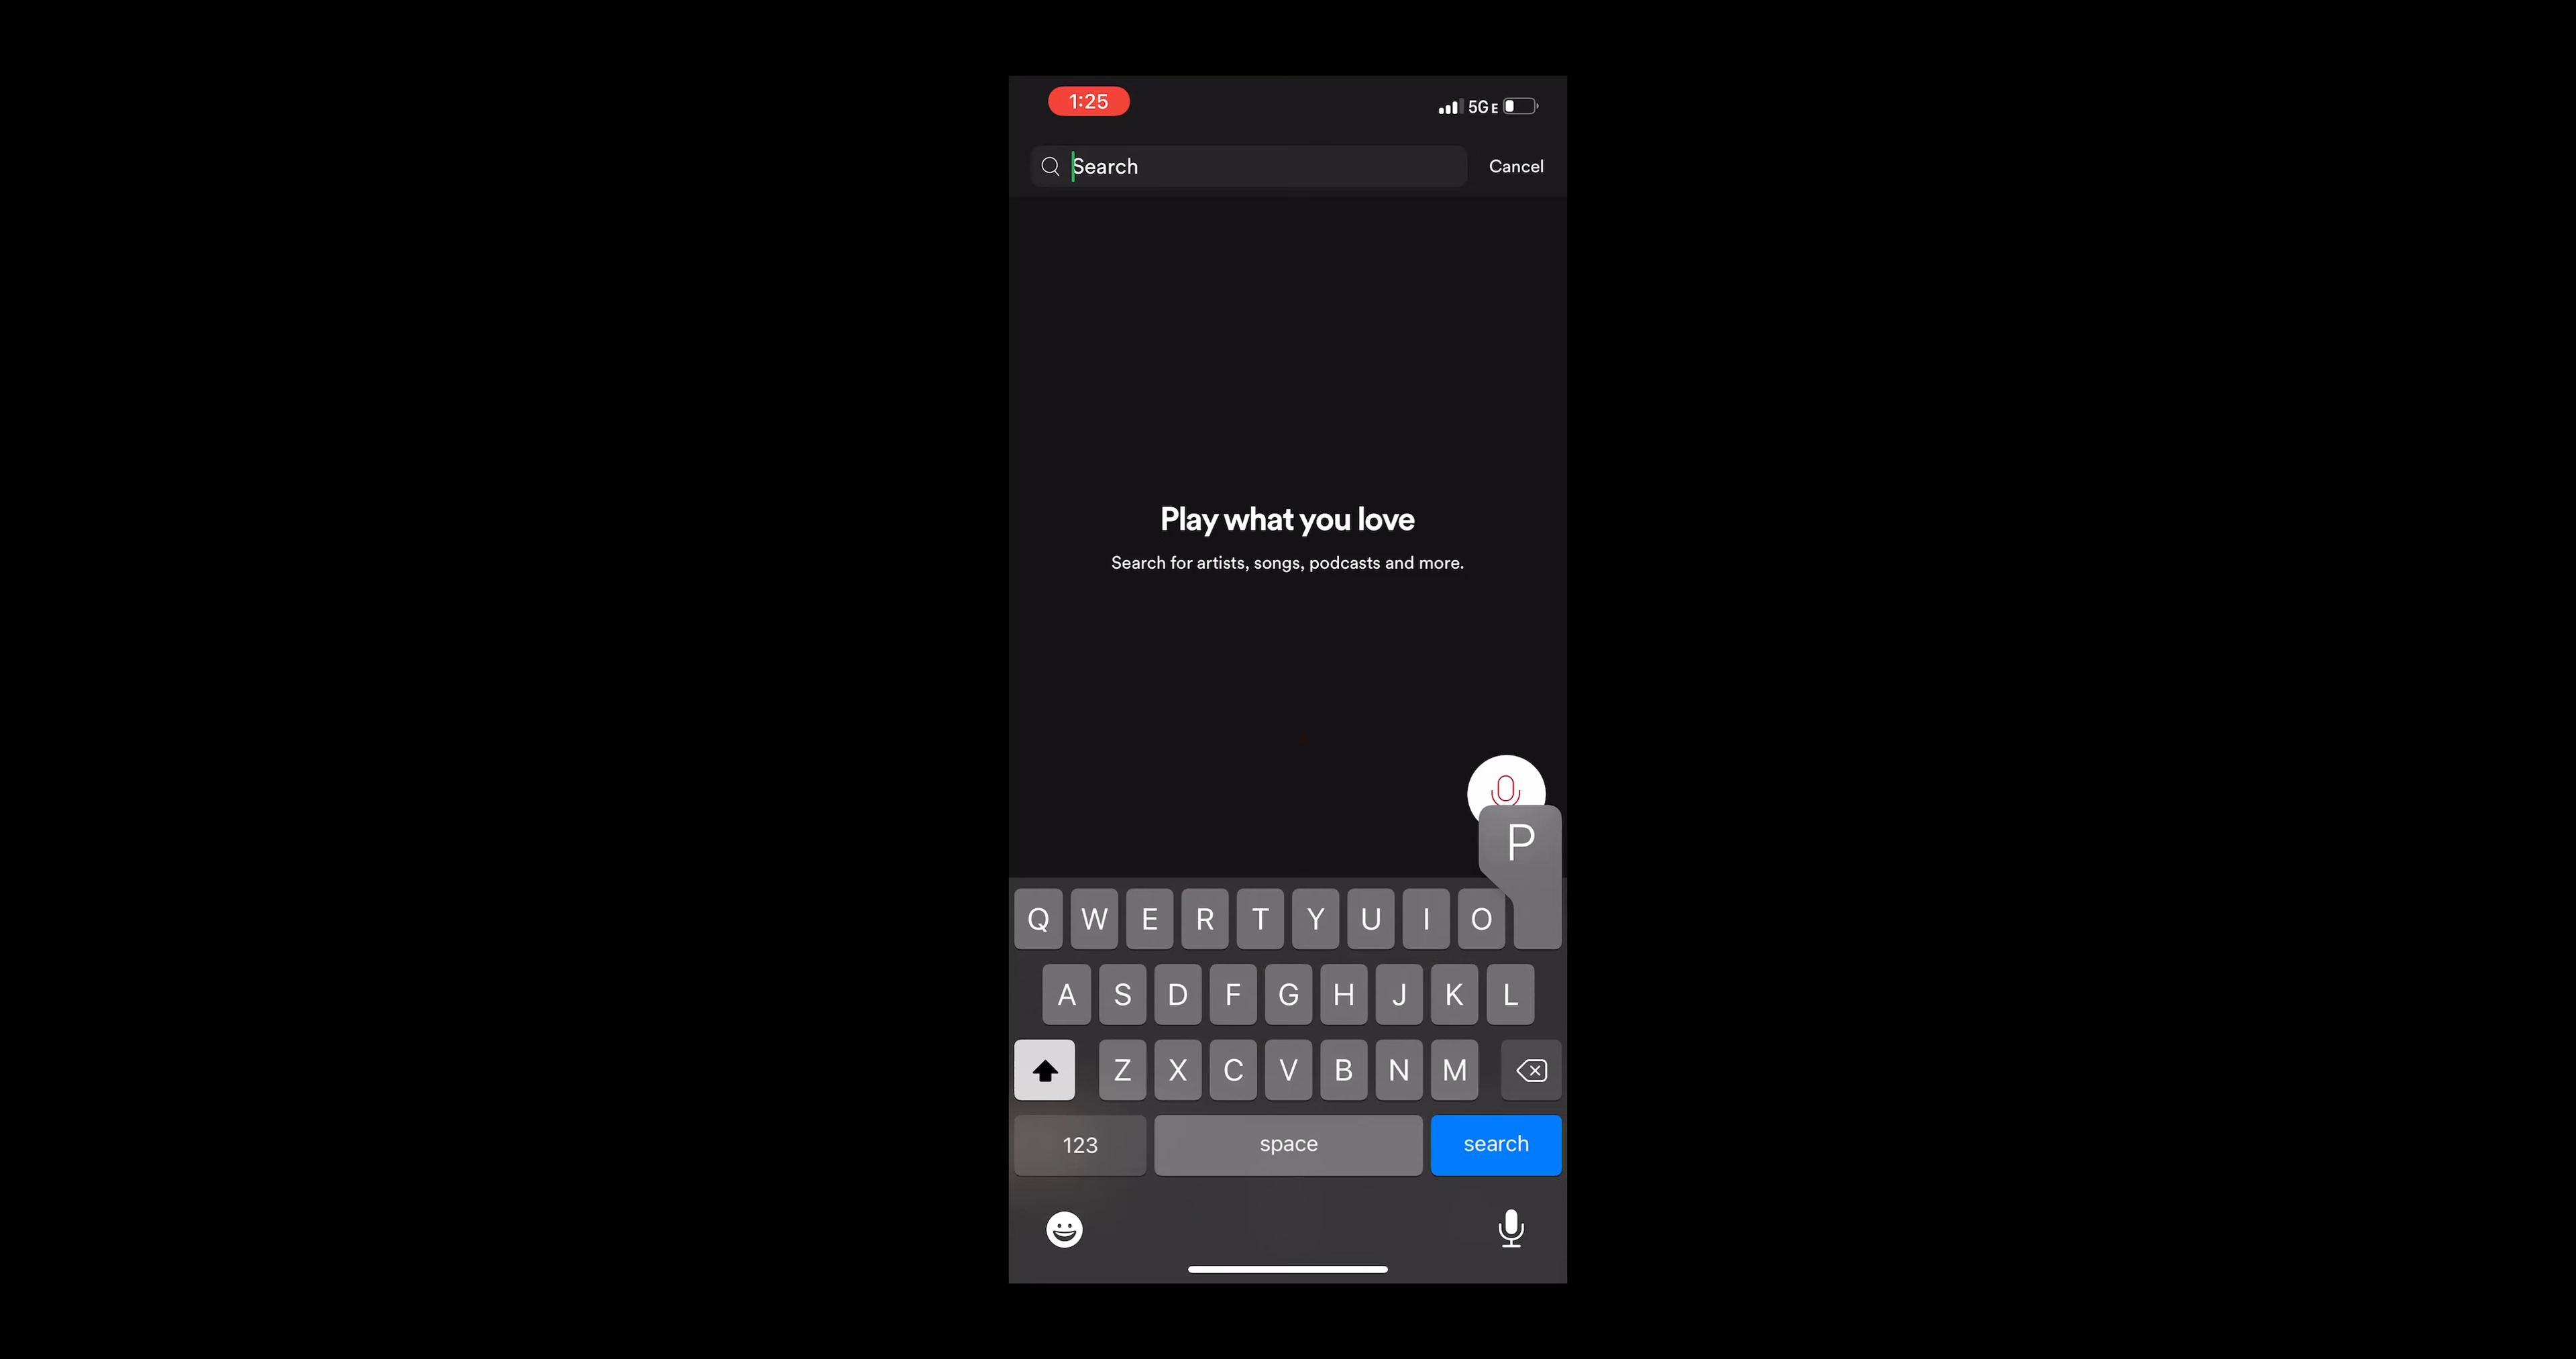 1:25 5G E
Search Cancel
Play what you love
Search for artists, songs, podcasts and more.
P
Q W E R T Y U I O
A S D F G H J K L
Z X C V B N M
123 space search